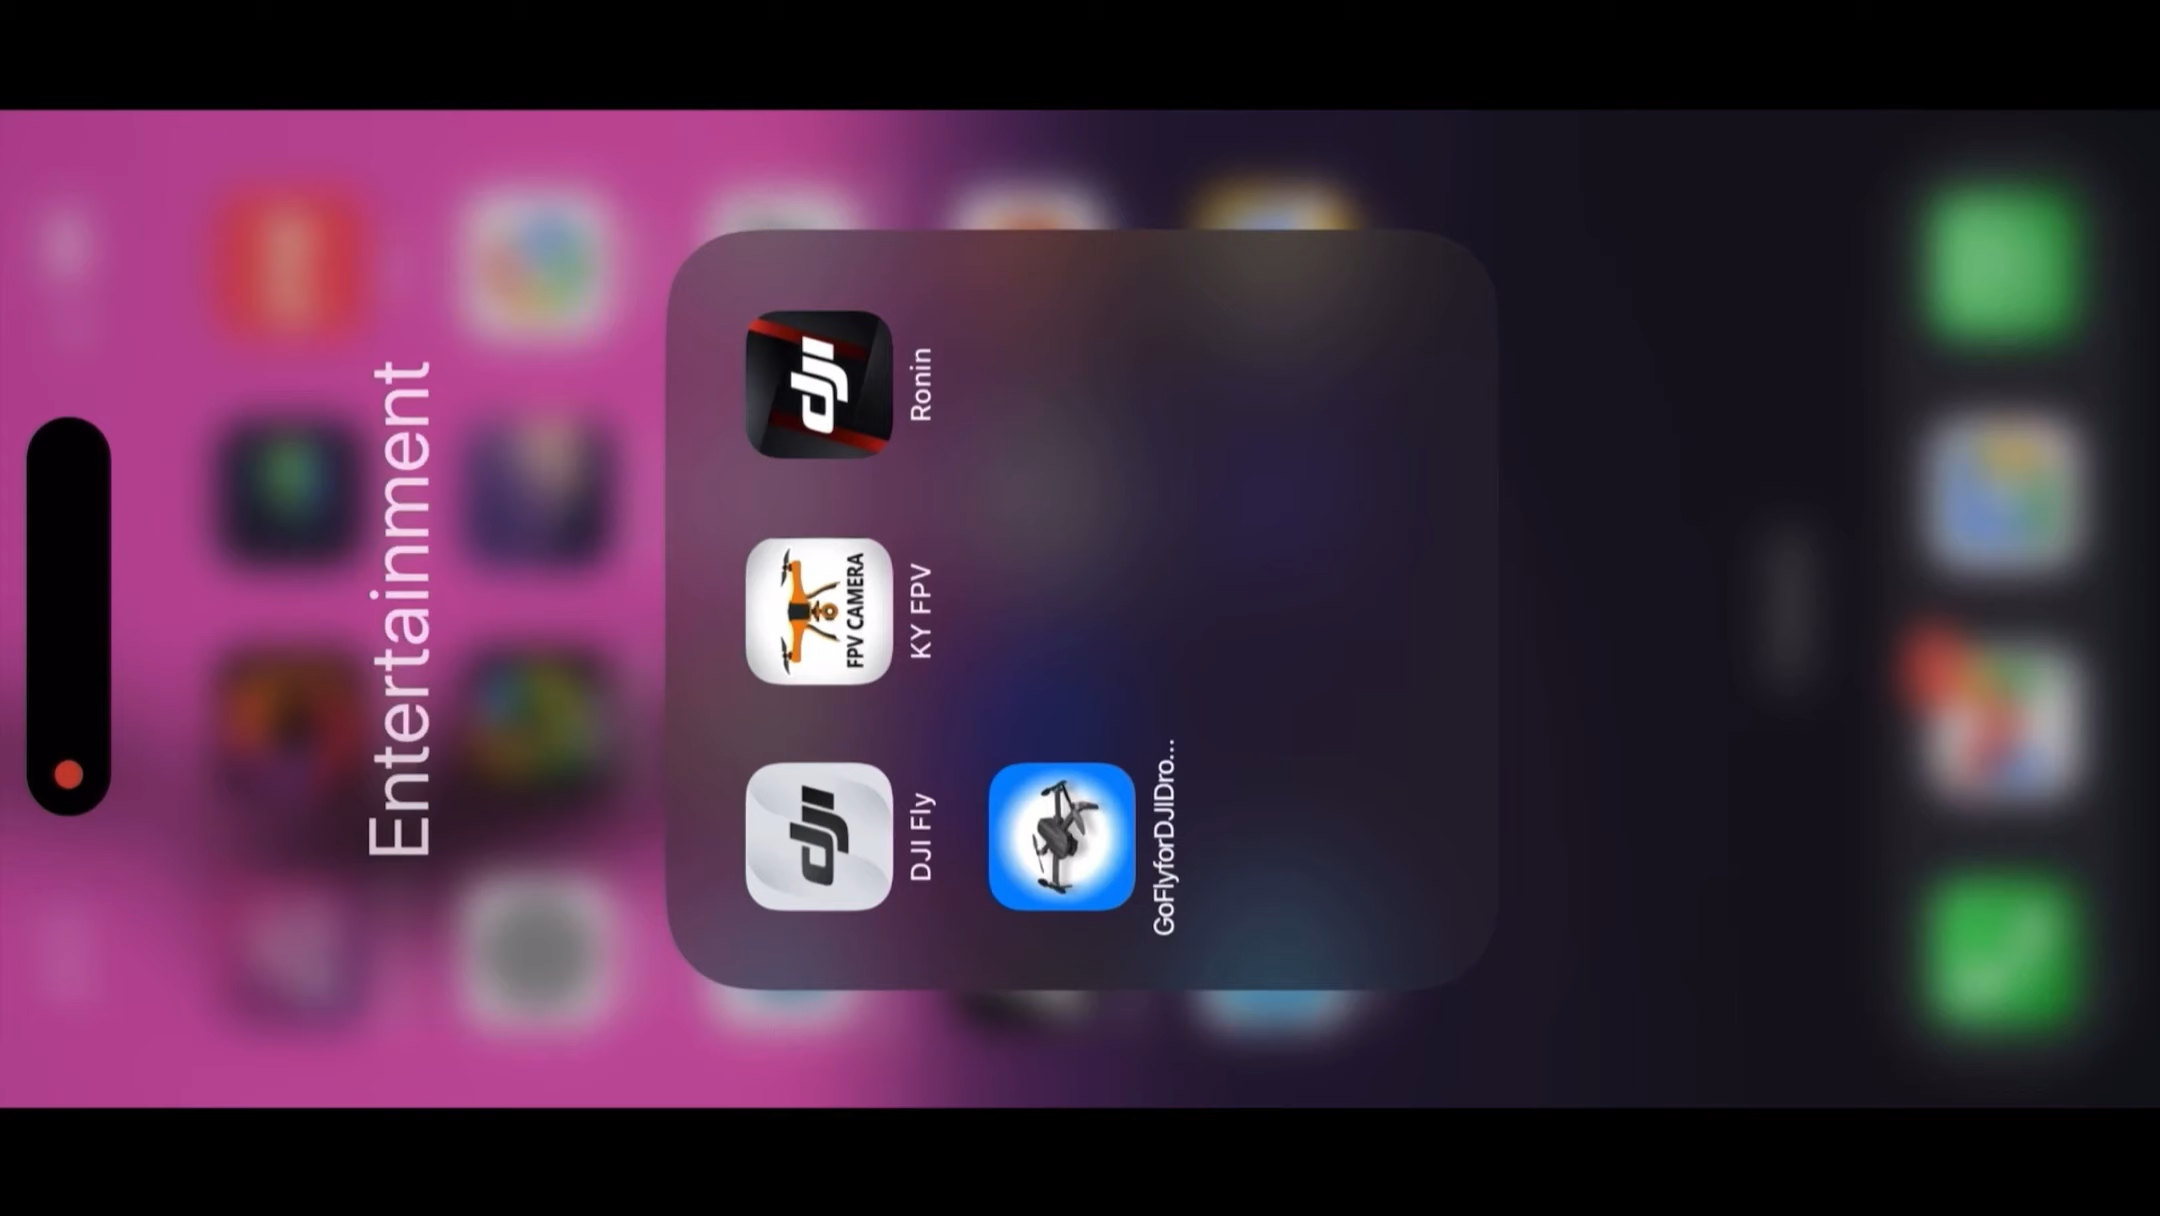 Entertainment
dji
FPV CAMERA
dji
DJI Fly
KY FPV
Ronin
GoFlyforDJIDro...